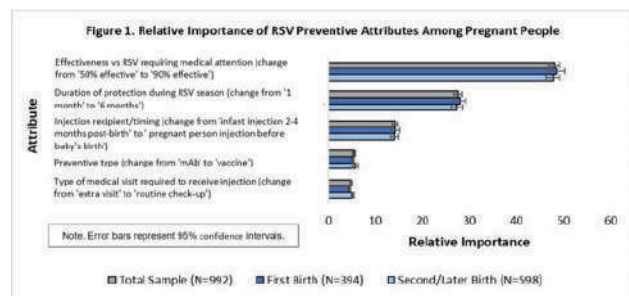 Figure 1. Relative Importance of RSV Preventive Attributes Among Pregnant People
Attribute
Effectiveness vs RSV requiring medical attention (change
from '50% effective' to '90% effective')
Duration of protection during RSV season (change from '1
month' to '6 months')
Injection recipient/timing (change from 'infant injection 2-4
months post-birth' to 'pregnant person injection before
baby's birth')
Preventive type (change from 'mAb' to 'vaccine')
Type of medical visit required to receive injection (change
from 'extra visit' to 'routine check-up')
Note. Error bars represent 95% confidence intervals.
0 10 20 30 40 50 60
Relative Importance
Total Sample (N=992) First Birth (N=394) Second/Later Birth (N=598)